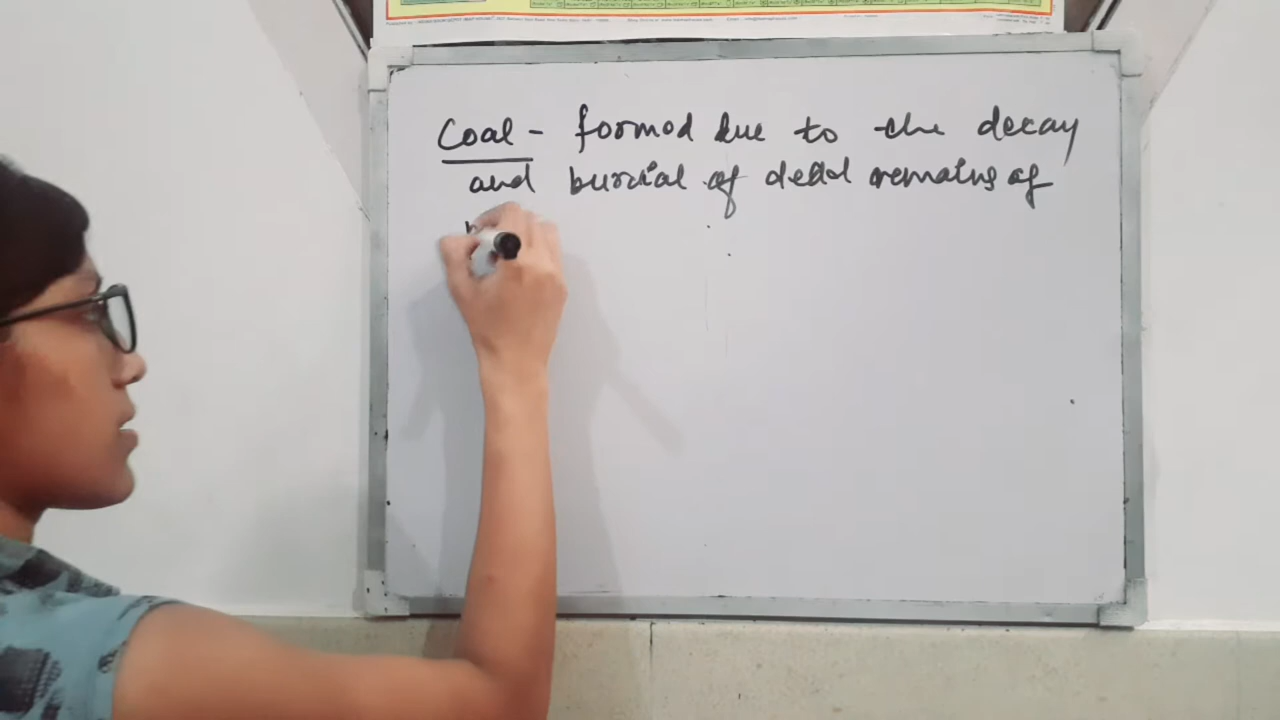 Coal - formed due to the decay
and burial of dead remains of